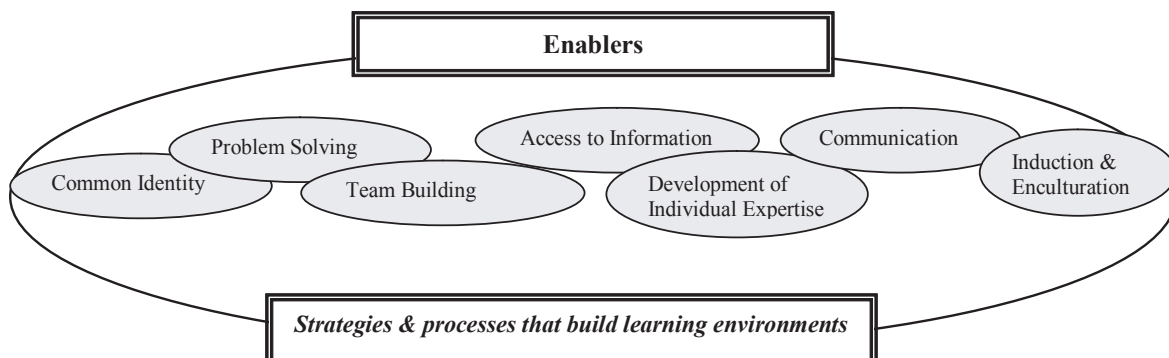 Enablers
Common Identity
Problem Solving
Team Building
Access to Information
Development of
Individual Expertise
Communication
Induction &
Enculturation
Strategies & processes that build learning environments